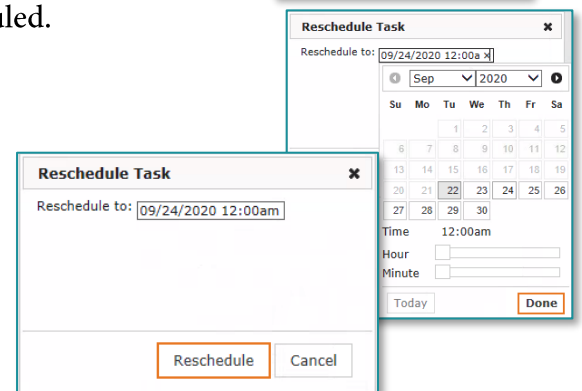 uled.
Reschedule Task ×
Reschedule to: 09/24/2020 12:00a ×
Sep 2020
Su Mo Tu We Th Fr Sa
1 2 3 4 5
6 7 8 9 10 11 12
13 14 15 16 17 18 19
20 21 22 23 24 25 26
27 28 29 30
Time 12:00am
Hour
Minute
Today Done
Reschedule Task ×
Reschedule to: 09/24/2020 12:00am
Reschedule Cancel